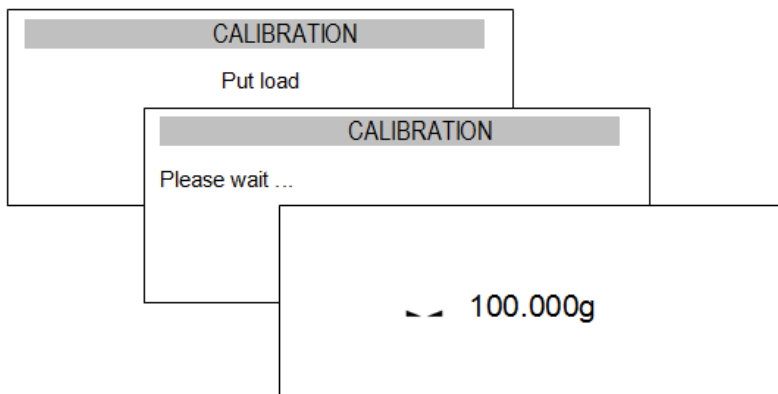 CALIBRATION
Put load
CALIBRATION
Please wait ...
100.000g